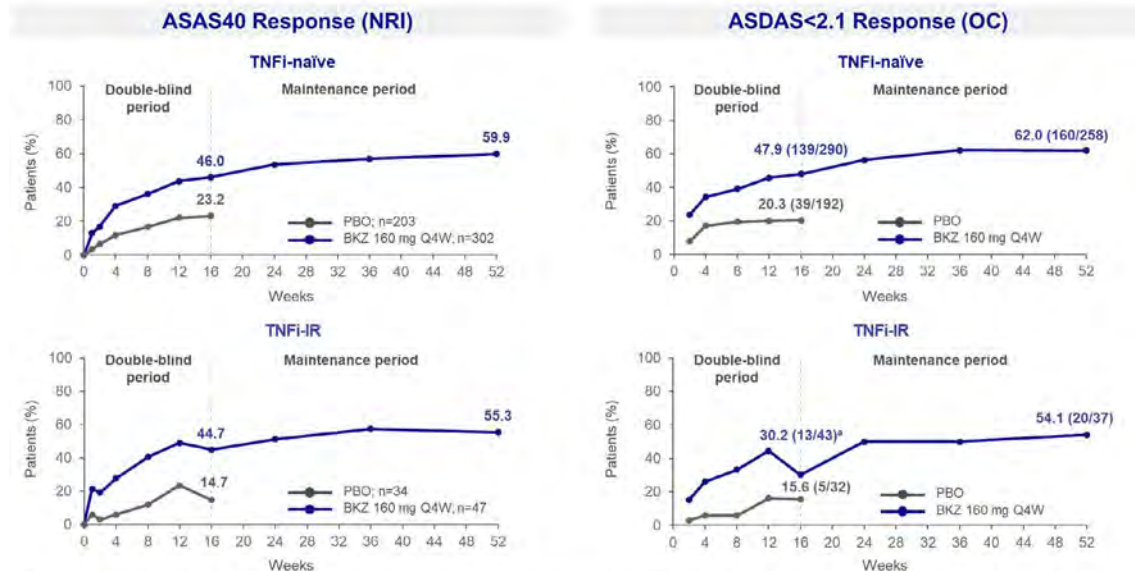 ASAS40 Response (NRI)
TNFi-naïve
100
80
60
40
20
0
Patients (%)
Double-blind
period
Maintenance period
46.0
23.2
59.9
PBO; n=203
BKZ 160 mg Q4W, n=302
0 4 8 12 16 20 24 28 32 36 40 44 48 52
Weeks
TNFi-IR
100
80
60
40
20
0
Patients (%)
Double-blind
period
Maintenance period
44.7
14.7
55.3
PBO; n=34
BKZ 160 mg Q4W, n=47
0 4 8 12 16 20 24 28 32 36 40 44 48 52
Weeks
ASDAS<2.1 Response (OC)
TNFi-naïve
100
80
60
40
20
0
Patients (%)
Double-blind
period
Maintenance period
47.9 (139/290)
20.3 (39/192)
62.0 (160/258)
PBO
BKZ 160 mg Q4W
0 4 8 12 16 20 24 28 32 36 40 44 48 52
Weeks
TNFi-IR
100
80
60
40
20
0
Patients (%)
Double-blind
period
Maintenance period
30.2 (13/43)ᵃ
15.6 (5/32)
54.1 (20/37)
PBO
BKZ 160 mg Q4W
0 4 8 12 16 20 24 28 32 36 40 44 48 52
Weeks